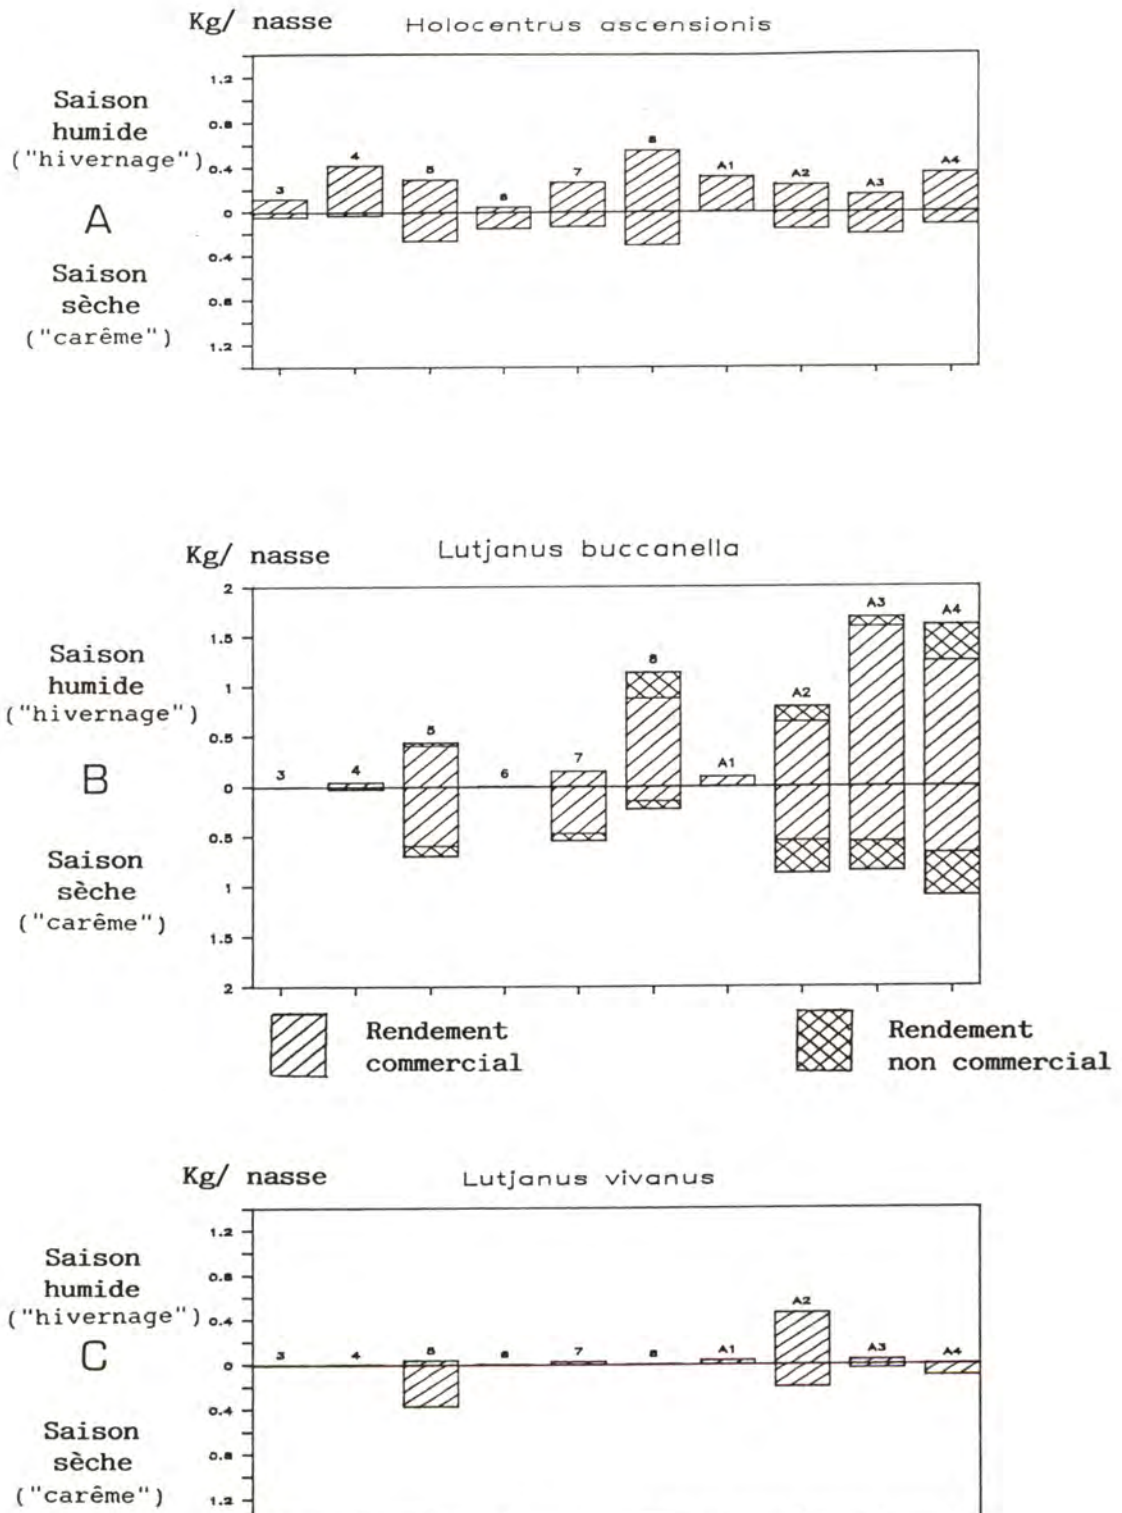 Kg/ nasse Holocentrus ascensionis
1.2
Saison
humide
("hivernage")
0.8
0.4
0
3 4 5 6 7 8 A1 A2 A3 A4
A
Saison
sèche
("carême")
0.4
0.8
1.2
Kg/ nasse Lutjanus buccanella
2
1.5
Saison
humide
("hivernage")
1
0.5
0
3 4 5 6 7 8 A1 A2 A3 A4
B
Saison
sèche
("carême")
0.5
1
1.5
2
Rendement
commercial
Rendement
non commercial
Kg/ nasse Lutjanus vivanus
1.2
Saison
humide
("hivernage")
0.8
0.4
0
3 4 5 6 7 8 A1 A2 A3 A4
C
Saison
sèche
("carême")
0.4
0.8
1.2